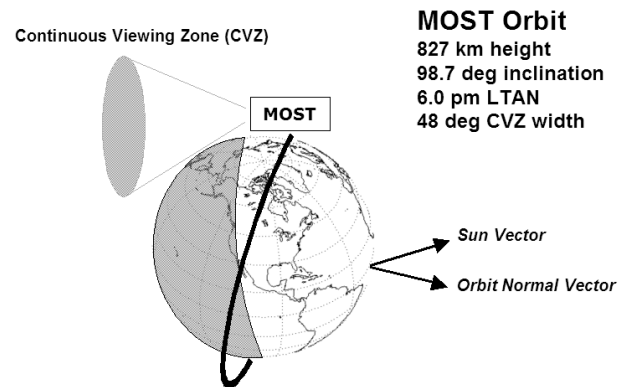 Continuous Viewing Zone (CVZ)
MOST
MOST Orbit
827 km height
98.7 deg inclination
6.0 pm LTAN
48 deg CVZ width
Sun Vector
Orbit Normal Vector